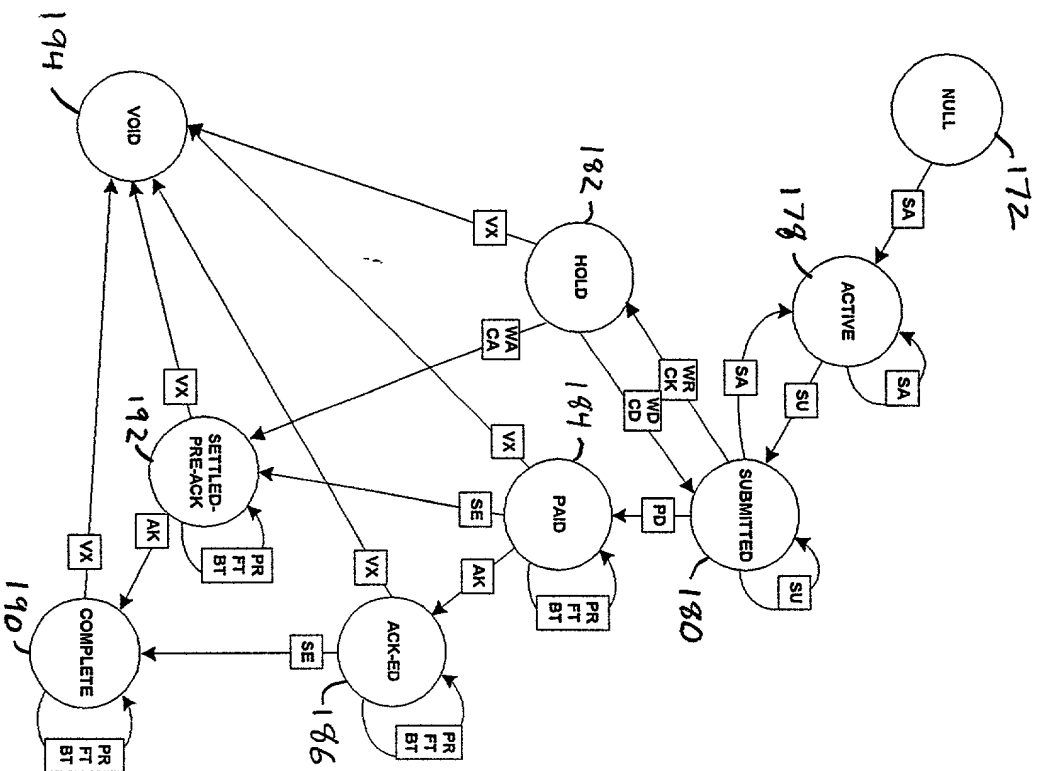 NULL
172
SA
178
ACTIVE
SA
SA
SU
SUBMITTED
180
SU
182
HOLD
WR
CK
WD
CD
VX
WA
CA
184
PAID
PD
PR
FT
BT
VX
SE
AK
ACK-ED
186
PR
FT
BT
VX
SE
192
SETTLED-
PRE-ACK
PR
FT
BT
VX
AK
190
COMPLETE
PR
FT
BT
VX
VOID
194